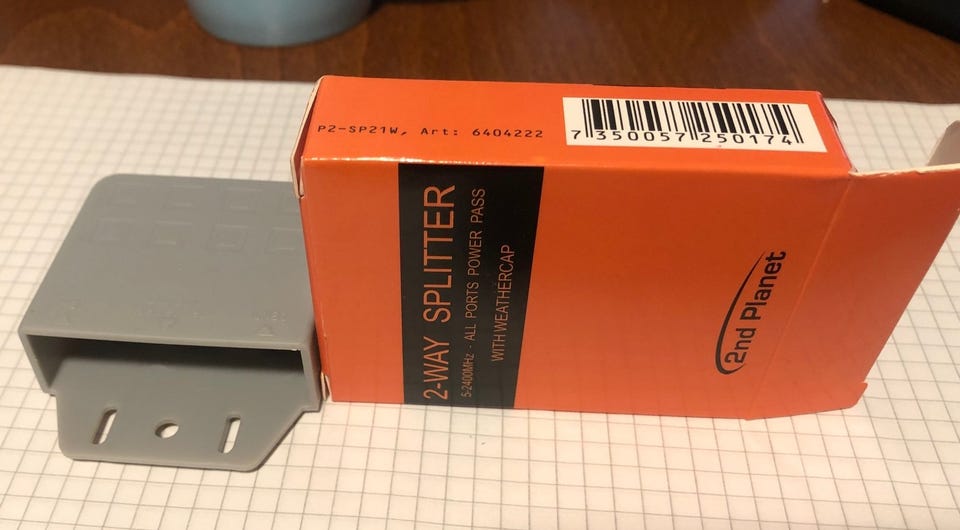 P2-SP21W, Art: 6404222
7 350057 250174
2-WAY SPLITTER
5-2400MHz - ALL PORTS POWER PASS
WITH WEATHERCAP
2nd Planet